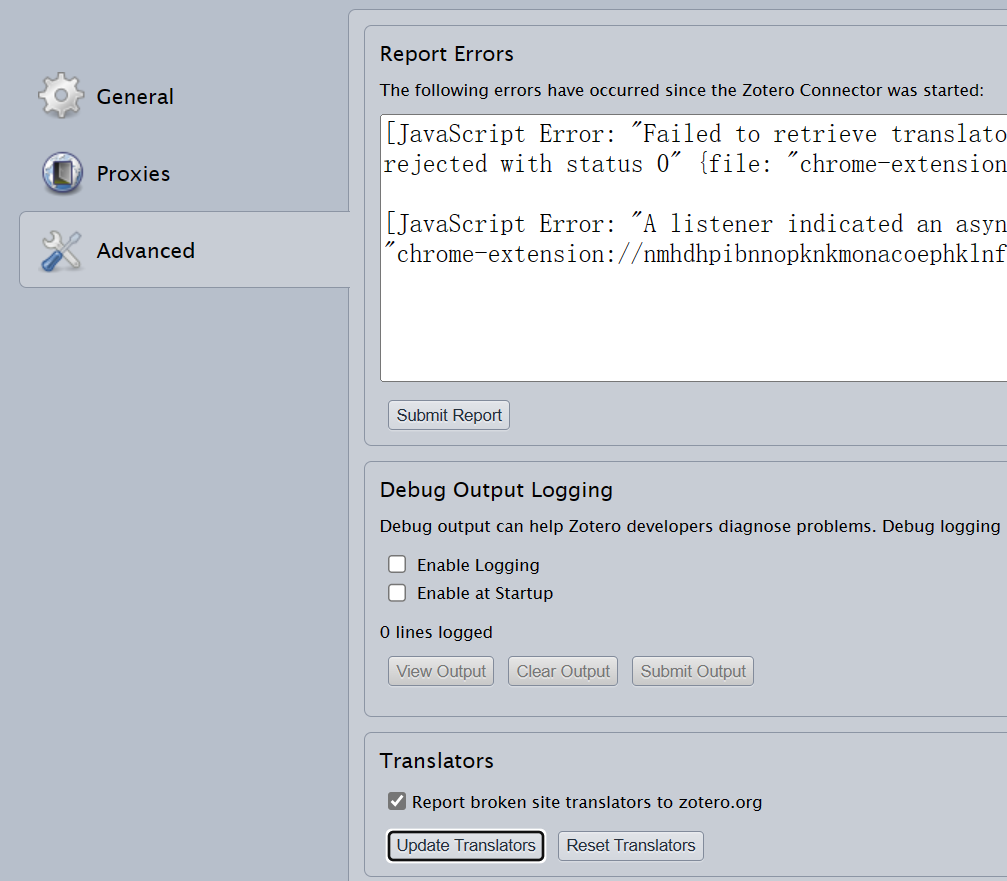 General
Proxies
Advanced
Report Errors
The following errors have occurred since the Zotero Connector was started:
[JavaScript Error: "Failed to retrieve translato
rejected with status 0" {file: "chrome-extension
[JavaScript Error: "A listener indicated an asyn
"chrome-extension://nmhdhpibnnopknkmonacoephklnf
Submit Report
Debug Output Logging
Debug output can help Zotero developers diagnose problems. Debug logging
Enable Logging
Enable at Startup
0 lines logged
View Output Clear Output Submit Output
Translators
Report broken site translators to zotero.org
Update Translators Reset Translators